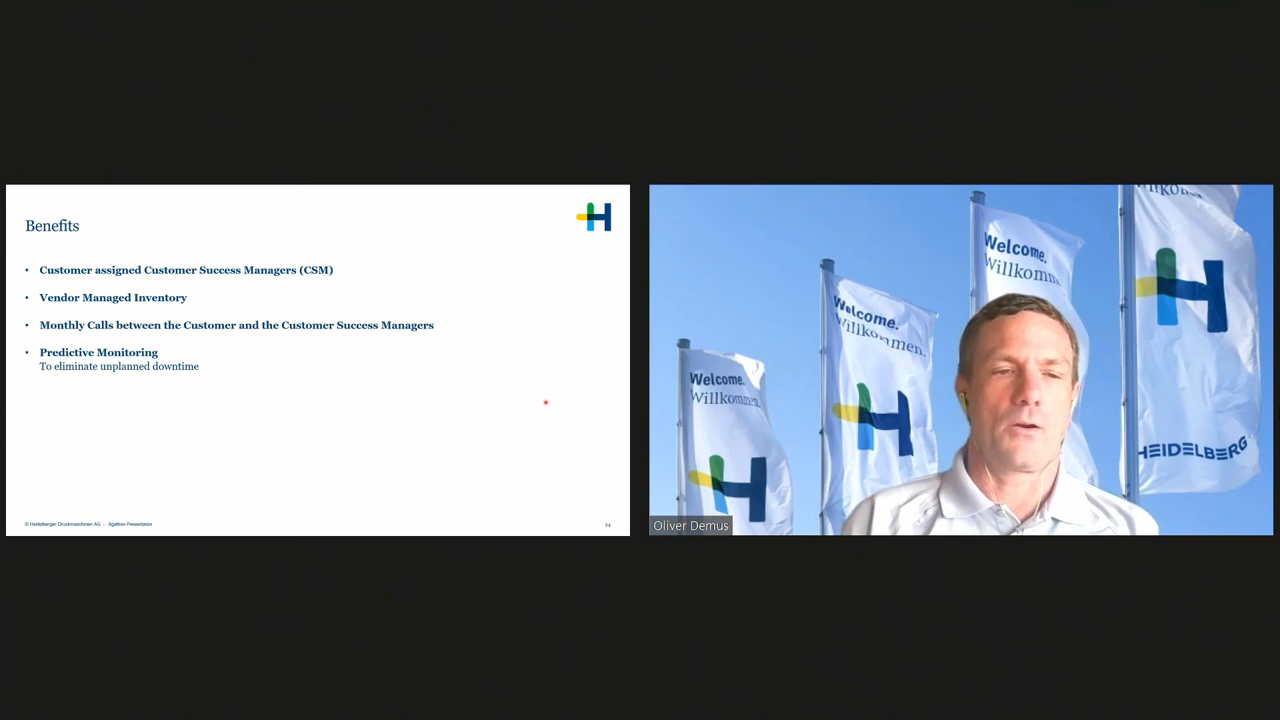 Benefits
• Customer assigned Customer Success Managers (CSM)
• Vendor Managed Inventory
• Monthly Calls between the Customer and the Customer Success Managers
• Predictive Monitoring
To eliminate unplanned downtime
© Heidelberger Druckmaschinen AG - Agathon Presentation
Welcome.
Willkommen.
Welcome.
Willkommen.
Welcome.
Willkomm
HEIDELBERG
Oliver Demus